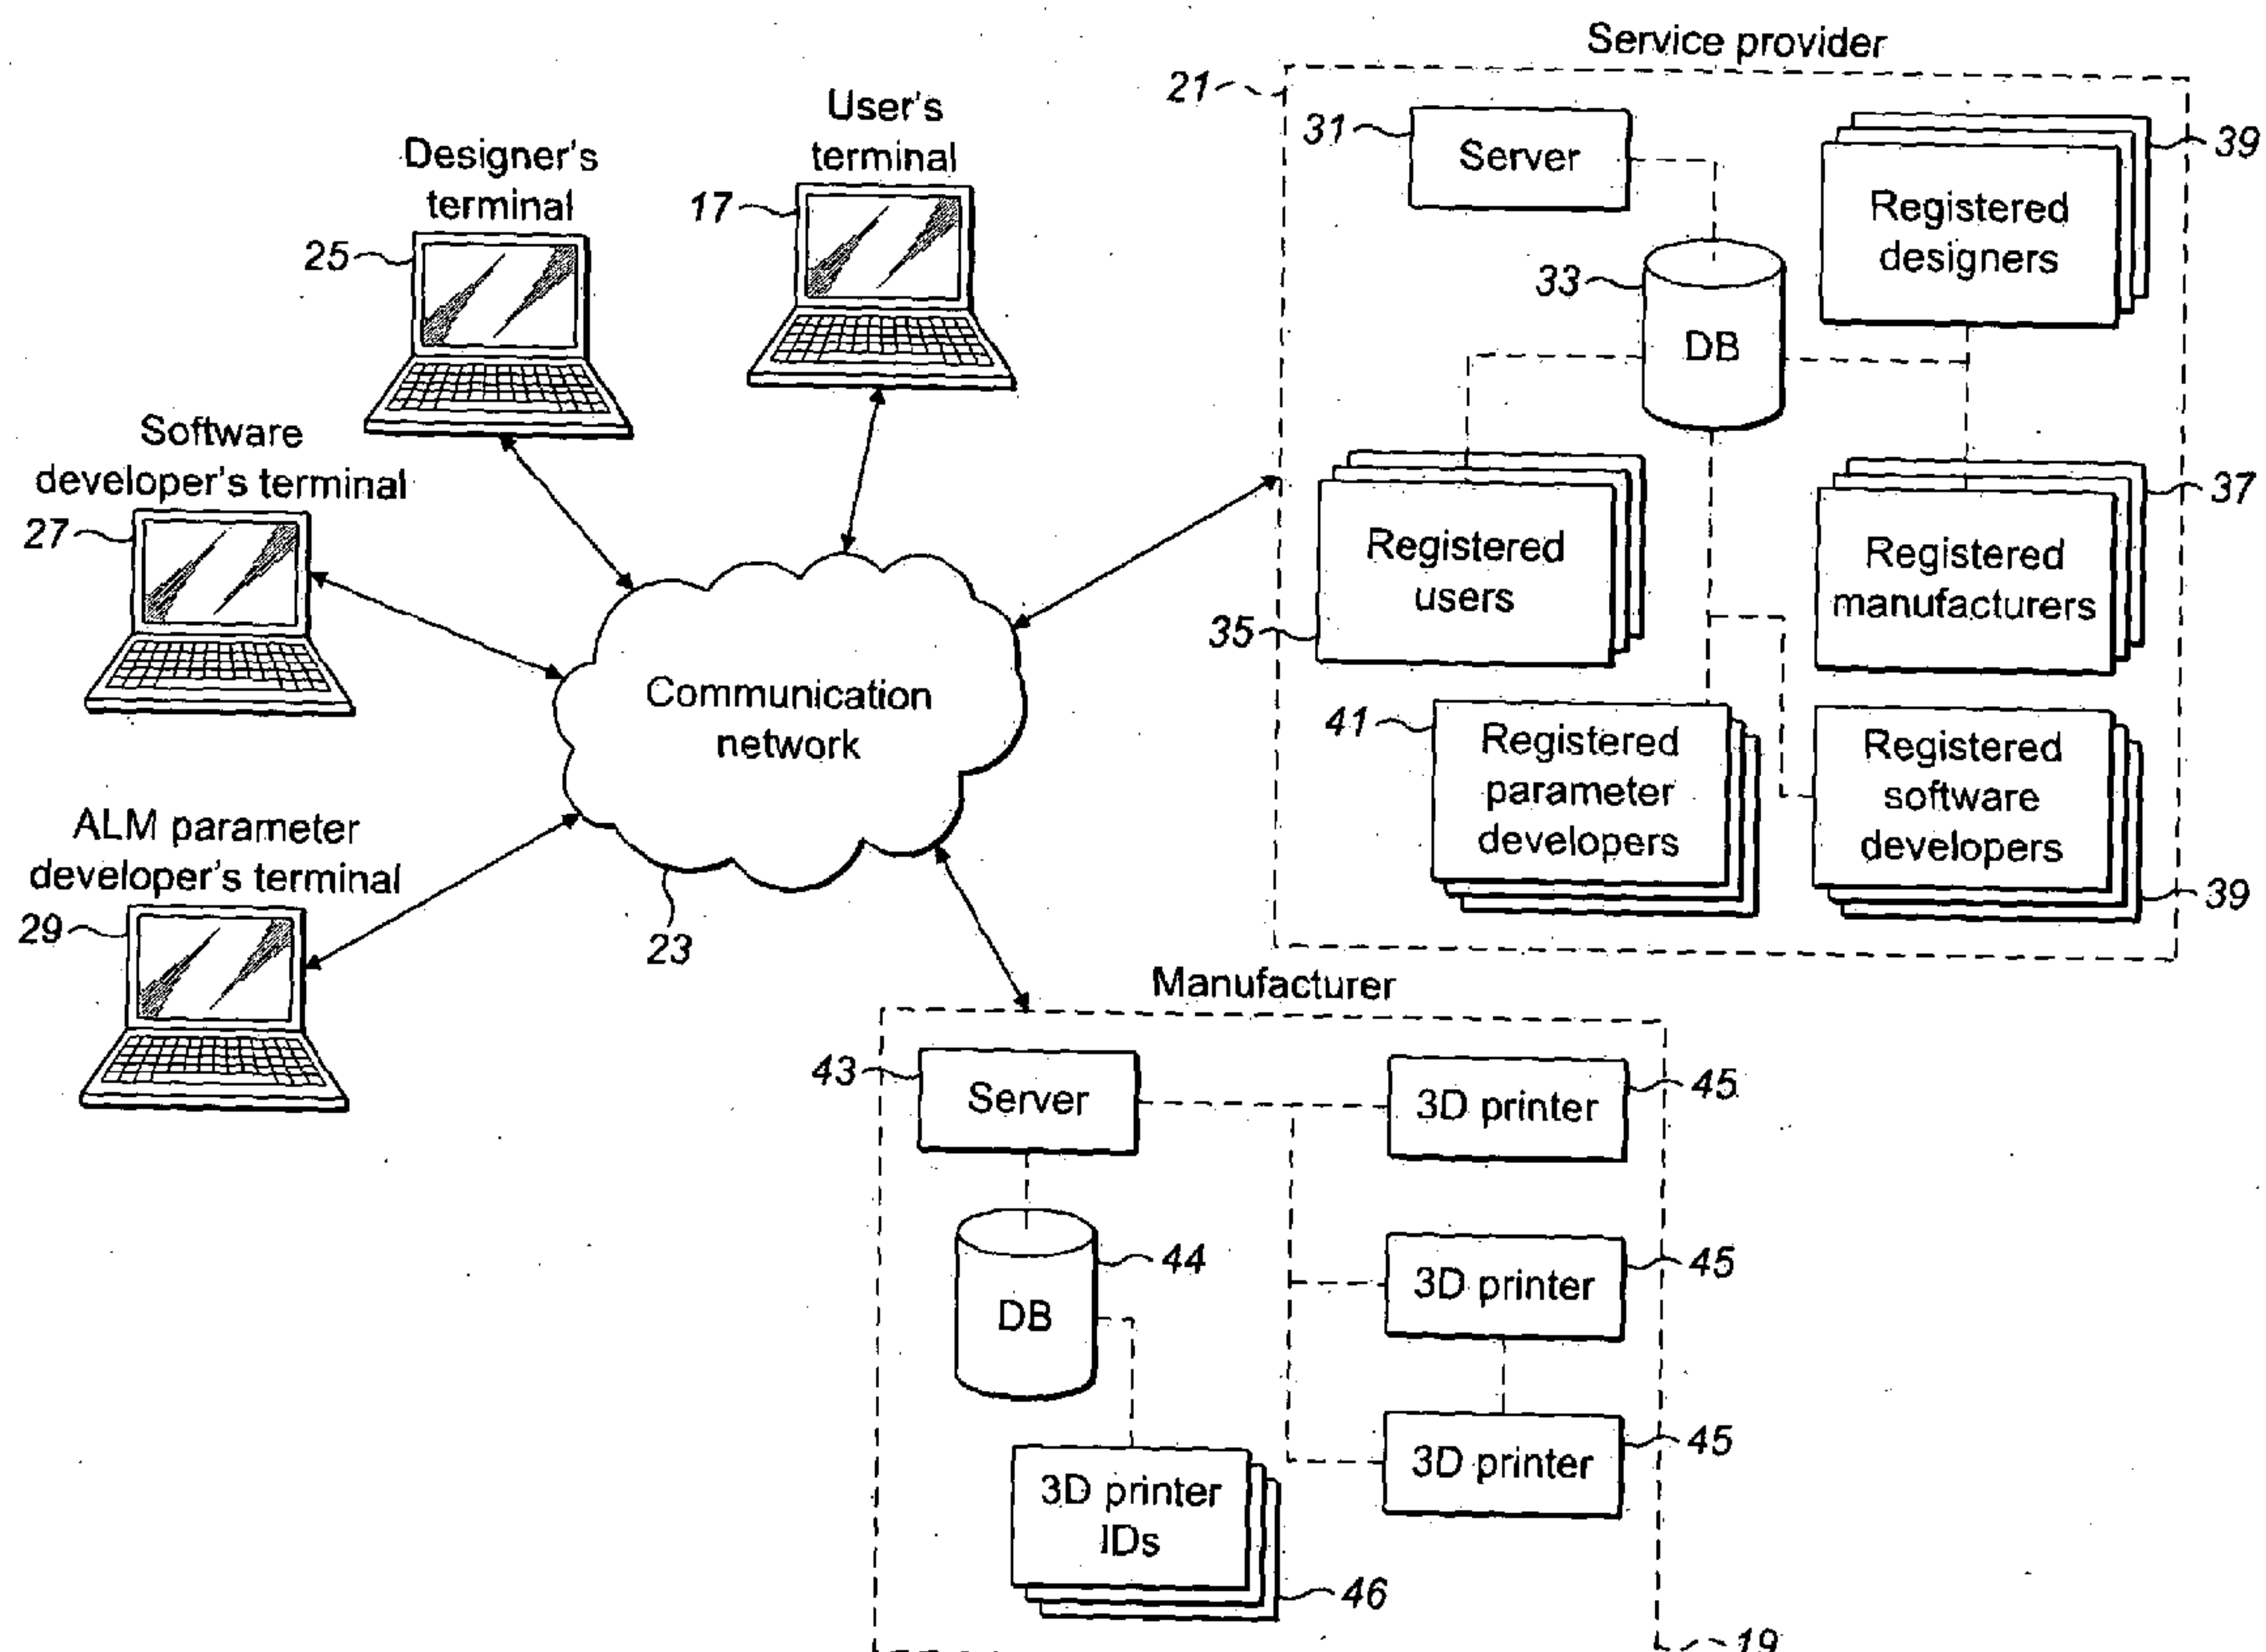 Service provider
21
31
Server
39
Registered
designers
33
DB
Registered
users
35
37
Registered
manufacturers
41
Registered
parameter
developers
Registered
software
developers
39
User's
terminal
17
Designer's
terminal
25
Software
developer's terminal
27
Communication
network
23
ALM parameter
developer's terminal
29
Manufacturer
43
Server
3D printer
45
44
DB
3D printer
45
3D printer
45
3D printer
IDs
46
19